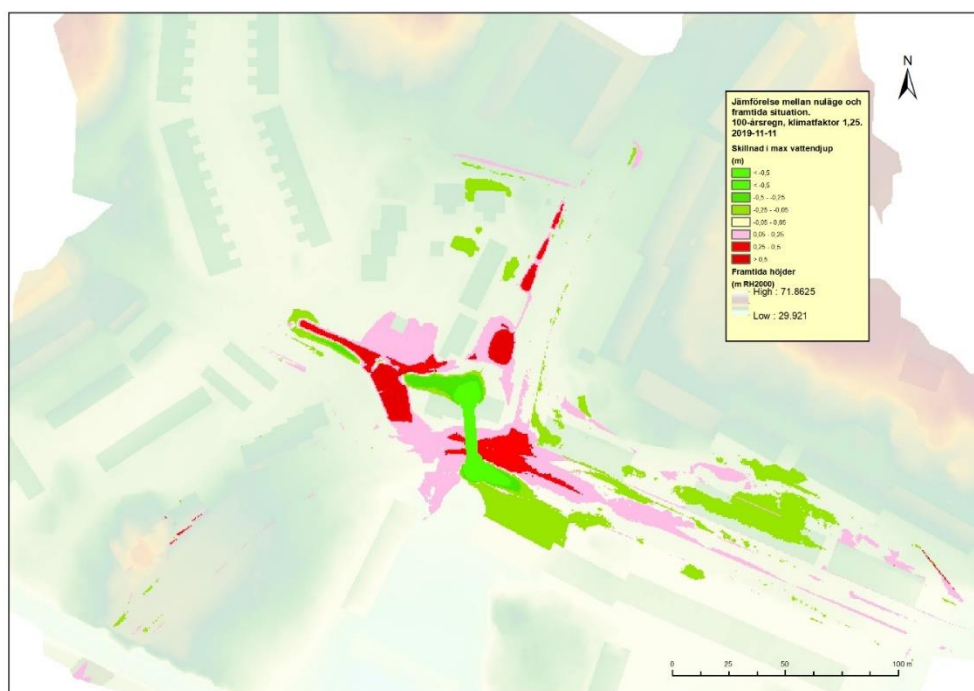 N
Jämförelse mellan nuläge och
framtida situation.
100-årsregn, klimatfaktor 1,25.
2019-11-11
Skillnad i max vattendjup
(m)
< -0,5
< -0,5
-0,5 - -0,25
-0,25 - -0,05
-0,05 - 0,05
0,05 - 0,25
0,25 - 0,5
> 0,5
Framtida höjder
(m RH2000)
High : 71.8625
Low : 29.921
0 25 50 100 m